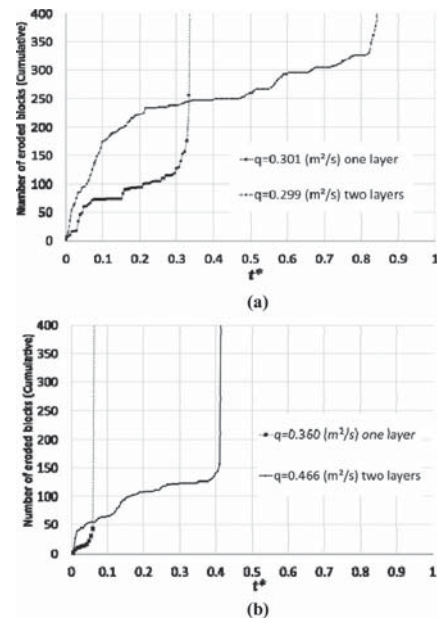 400
350
300
250
200
150
100
50
0
Number of eroded blocks (Cumulative)
q=0.301 (m²/s) one layer
q=0.299 (m²/s) two layers
0 0.1 0.2 0.3 0.4 0.5 0.6 0.7 0.8 0.9 1
t*
(a)
400
350
300
250
200
150
100
50
0
Number of eroded blocks (Cumulative)
q=0.360 (m²/s) one layer
q=0.466 (m²/s) two layers
0 0.1 0.2 0.3 0.4 0.5 0.6 0.7 0.8 0.9 1
t*
(b)